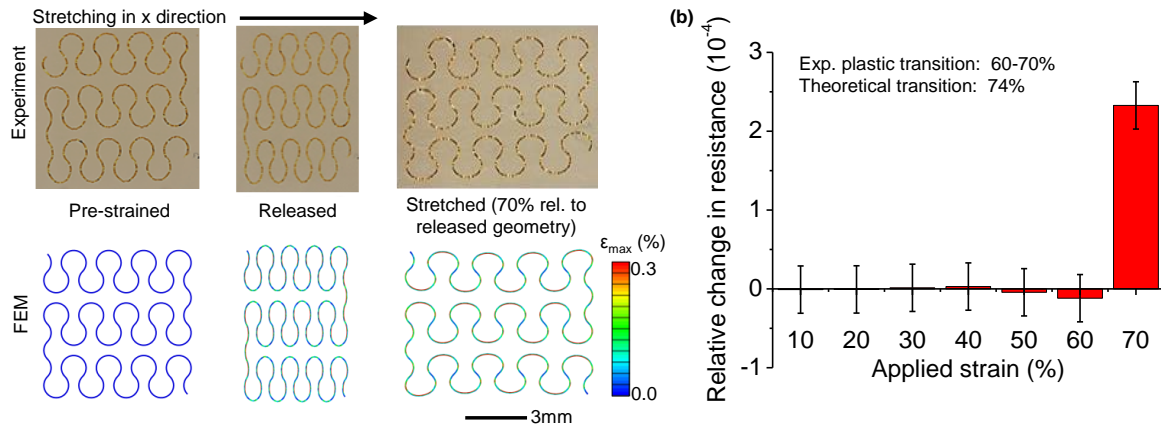 Stretching in x direction
Experiment
Pre-strained
Released
Stretched (70% rel. to
released geometry)
FEM
ε_max (%)
0.3
0.0
3mm
(b)
Relative change in resistance (10⁻⁴)
3
2
1
0
-1
Exp. plastic transition: 60-70%
Theoretical transition: 74%
10 20 30 40 50 60 70
Applied strain (%)